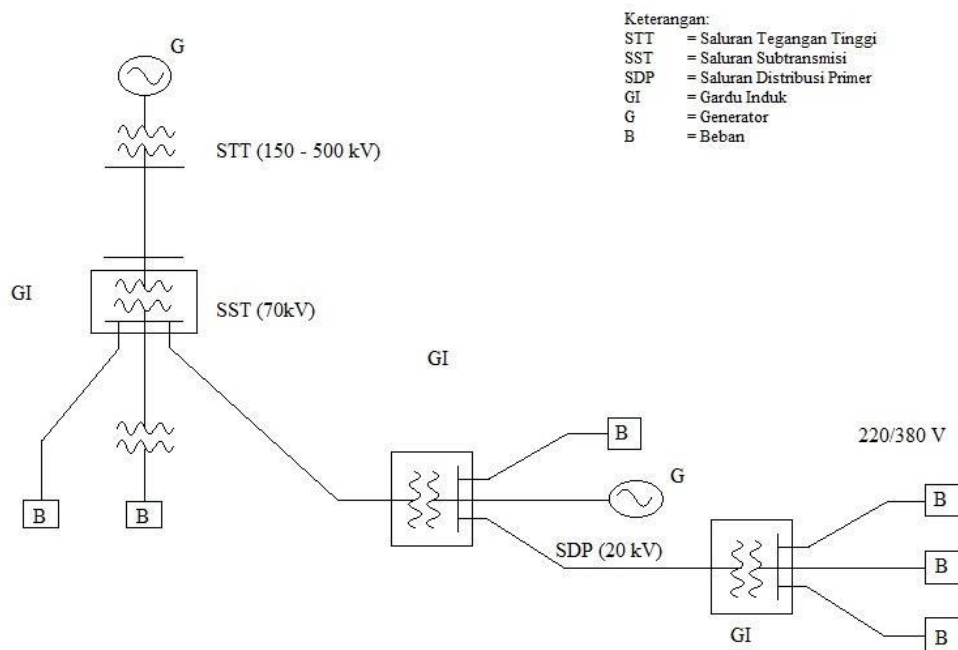 Keterangan:
STT = Saluran Tegangan Tinggi
SST = Saluran Subtransmisi
SDP = Saluran Distribusi Primer
GI = Gardu Induk
G = Generator
B = Beban
G
STT (150 - 500 kV)
GI
SST (70kV)
GI
B
220/380 V
G
B
B
B
SDP (20 kV)
B
B
GI